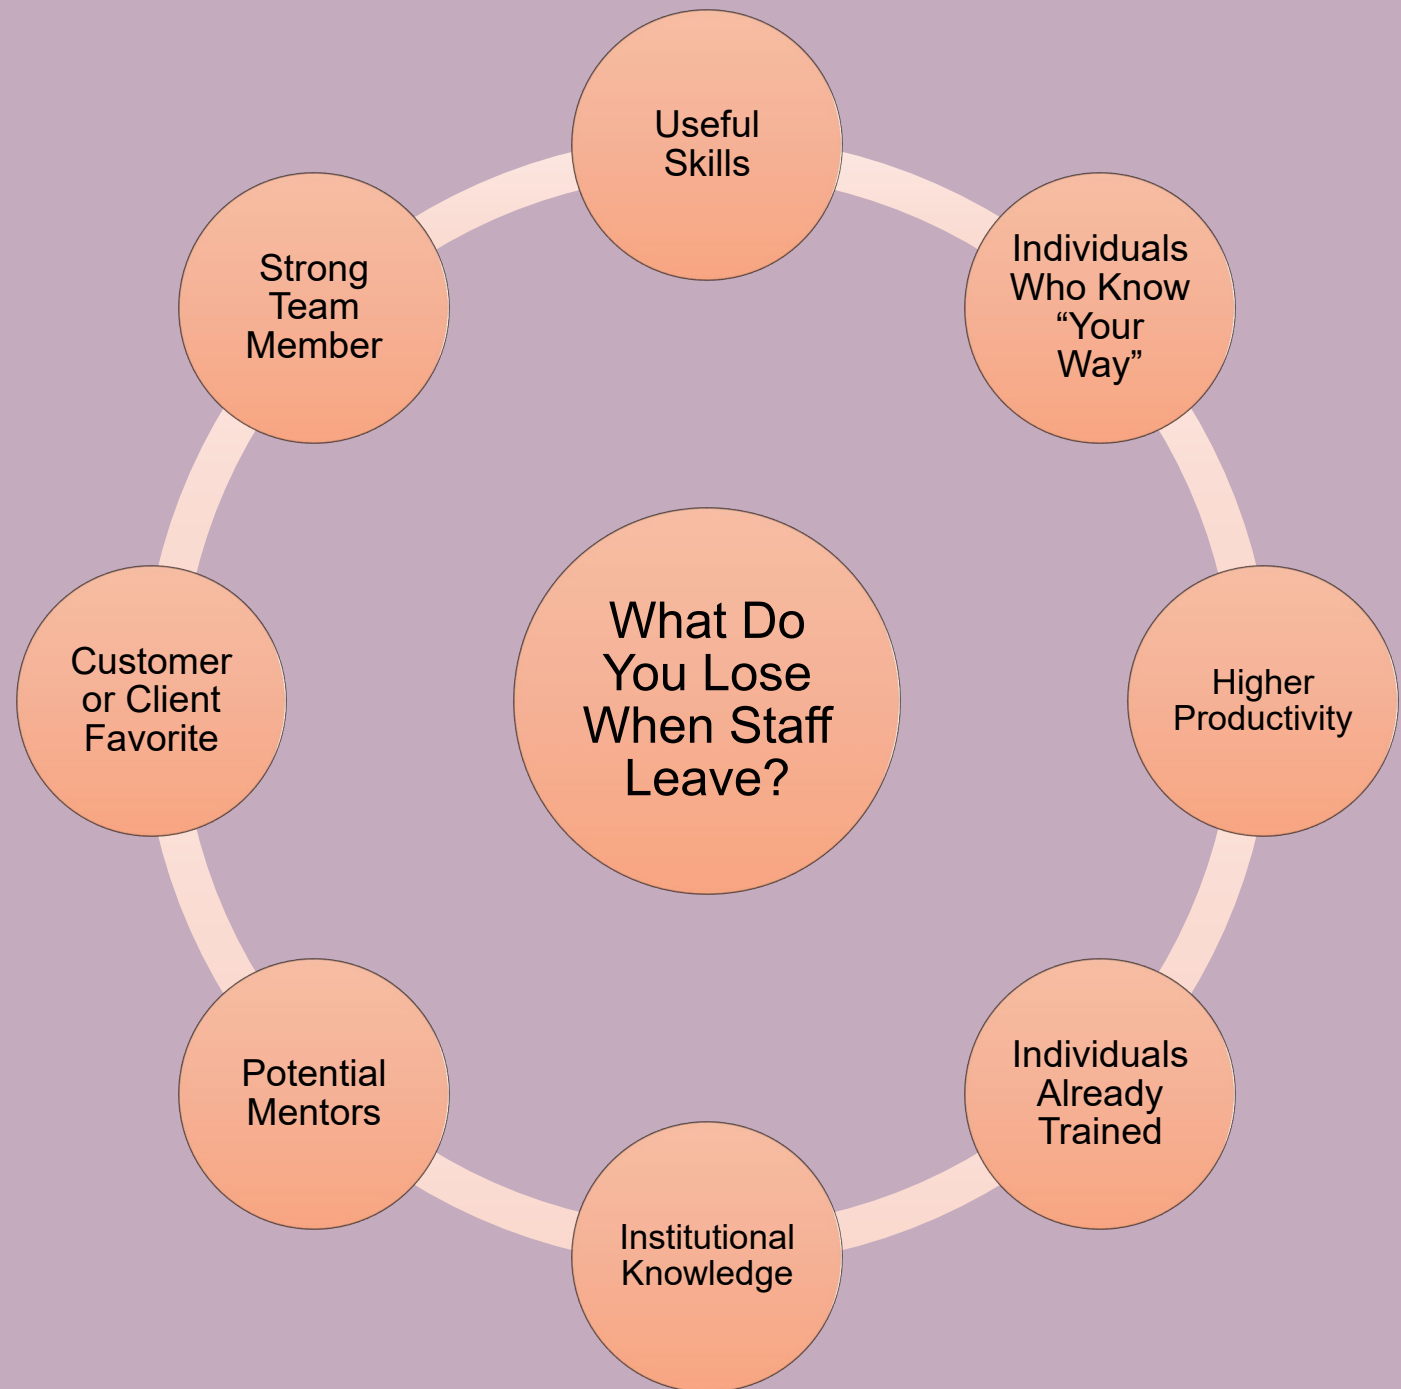 Useful
Skills
Individuals
Who Know
“Your
Way”
Higher
Productivity
Individuals
Already
Trained
Institutional
Knowledge
Potential
Mentors
Customer
or Client
Favorite
Strong
Team
Member
What Do
You Lose
When Staff
Leave?